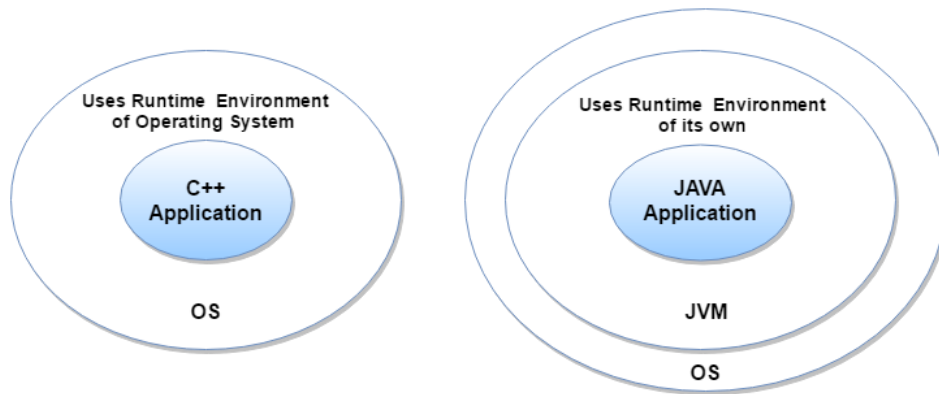 Uses Runtime Environment
of Operating System
C++
Application
OS
Uses Runtime Environment
of its own
JAVA
Application
JVM
OS